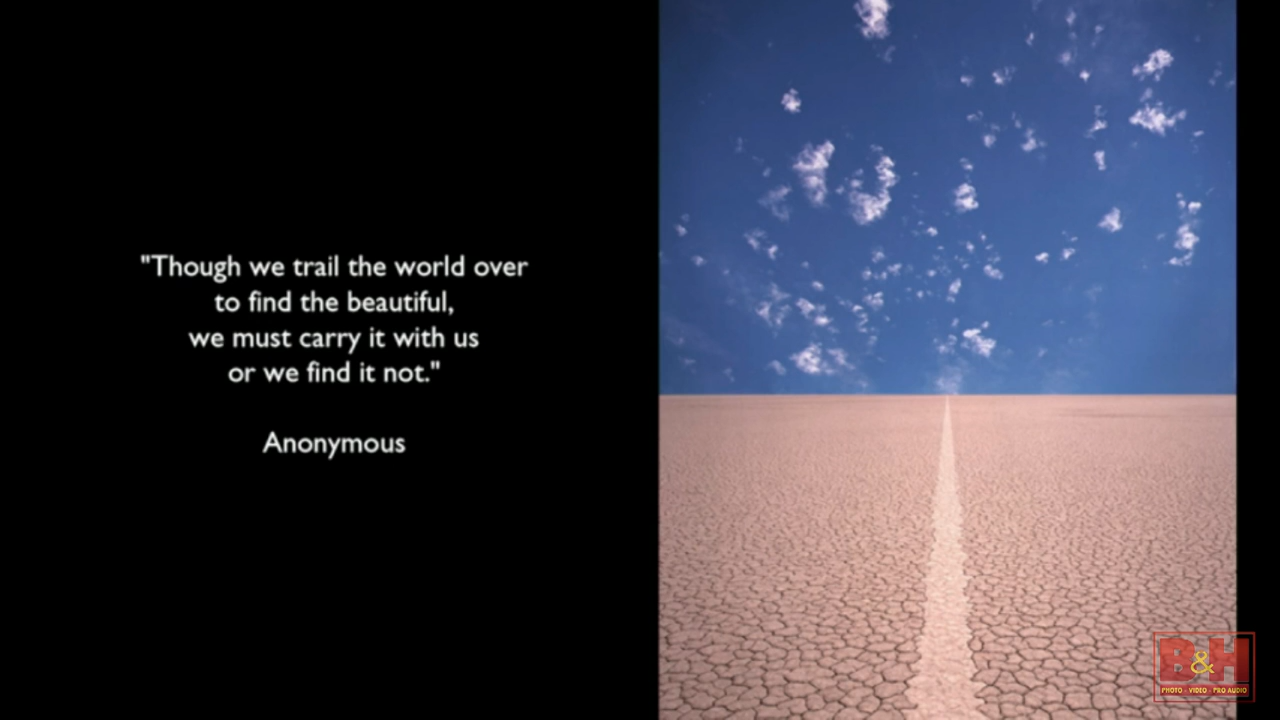 "Though we trail the world over
to find the beautiful,
we must carry it with us
or we find it not."
Anonymous
B&H
PHOTO - VIDEO - PRO AUDIO